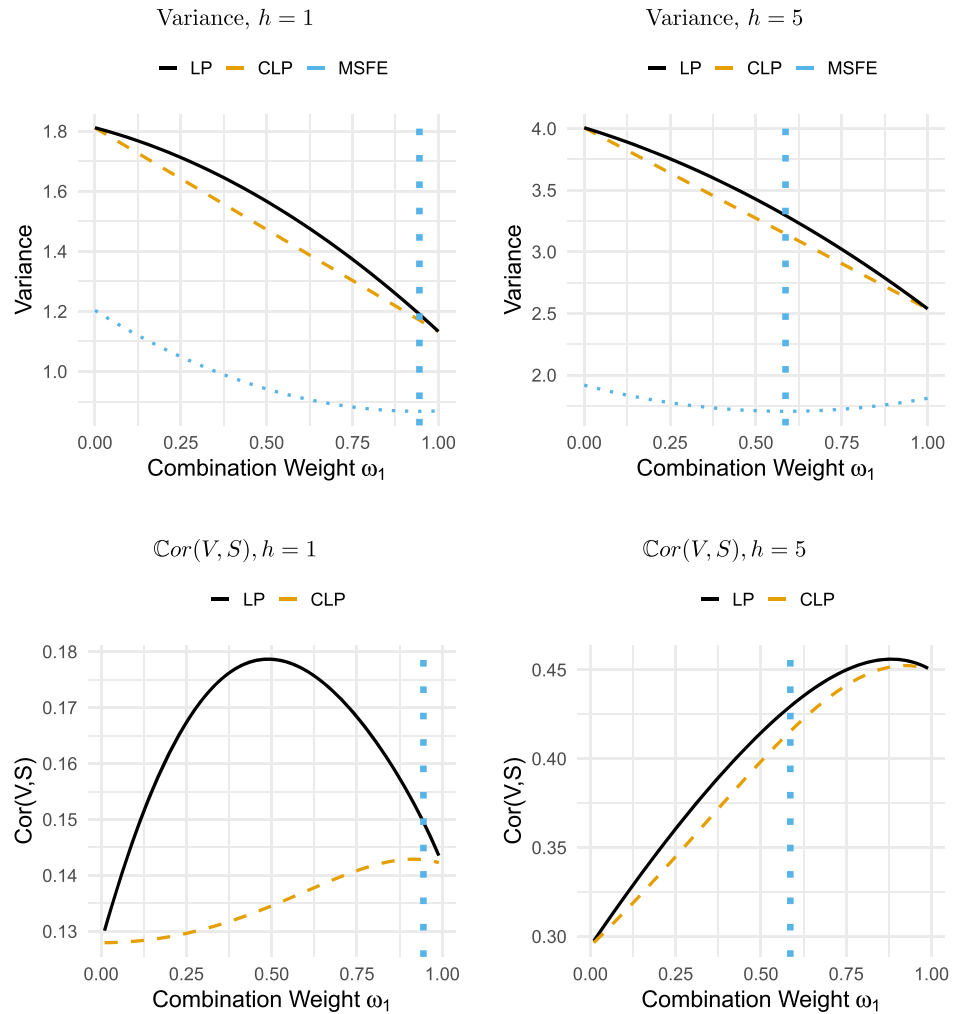 Variance, h = 1
LP CLP MSFE
Variance
1.8
1.6
1.4
1.2
1.0
0.00 0.25 0.50 0.75 1.00
Combination Weight ω₁
Variance, h = 5
LP CLP MSFE
Variance
4.0
3.5
3.0
2.5
2.0
0.00 0.25 0.50 0.75 1.00
Combination Weight ω₁
ℂor(V, S), h = 1
LP CLP
Cor(V,S)
0.18
0.17
0.16
0.15
0.14
0.13
0.00 0.25 0.50 0.75 1.00
Combination Weight ω₁
ℂor(V, S), h = 5
LP CLP
Cor(V,S)
0.45
0.40
0.35
0.30
0.00 0.25 0.50 0.75 1.00
Combination Weight ω₁